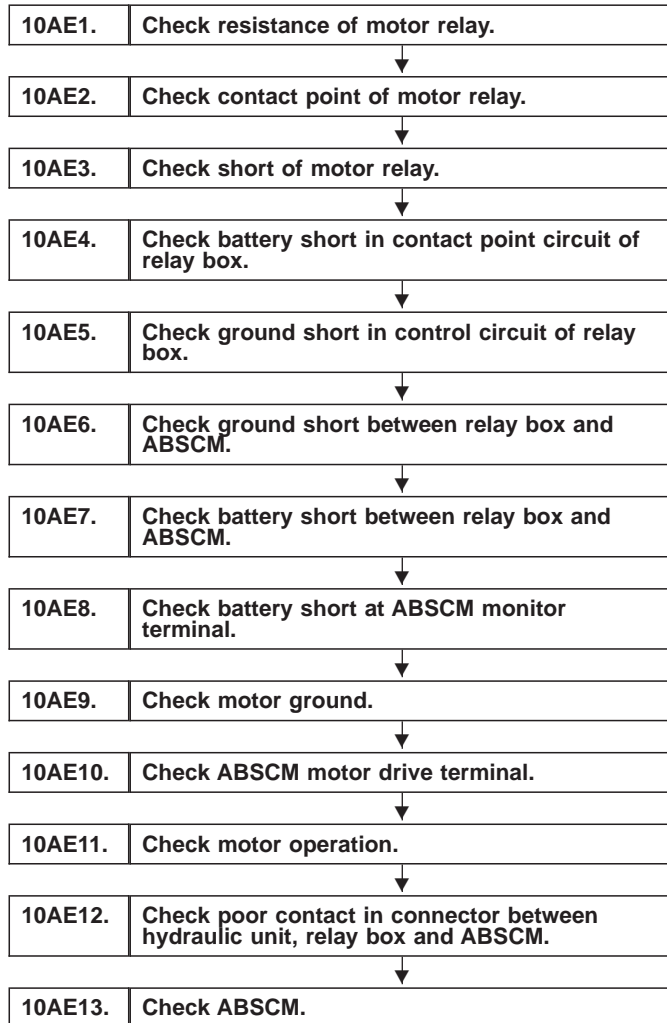 10AE1. Check resistance of motor relay.
10AE2. Check contact point of motor relay.
10AE3. Check short of motor relay.
10AE4. Check battery short in contact point circuit of
relay box.
10AE5. Check ground short in control circuit of relay
box.
10AE6. Check ground short between relay box and
ABSCM.
10AE7. Check battery short between relay box and
ABSCM.
10AE8. Check battery short at ABSCM monitor
terminal.
10AE9. Check motor ground.
10AE10. Check ABSCM motor drive terminal.
10AE11. Check motor operation.
10AE12. Check poor contact in connector between
hydraulic unit, relay box and ABSCM.
10AE13. Check ABSCM.